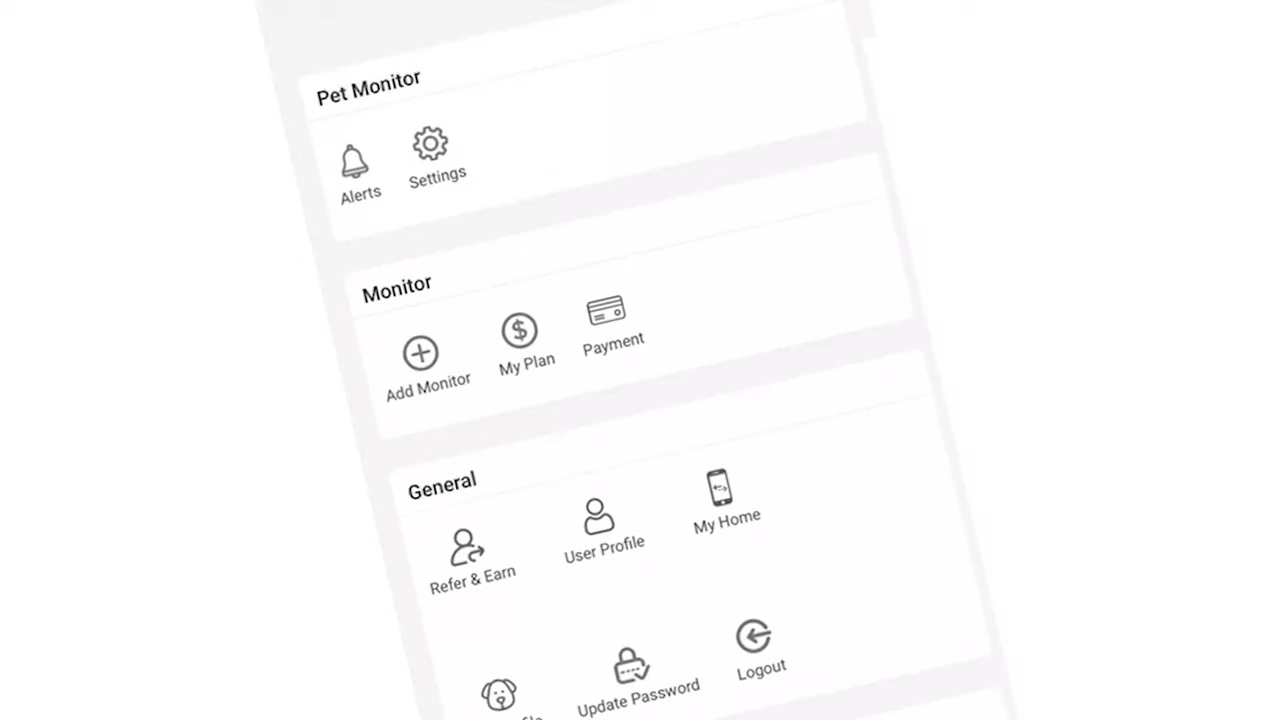 Pet Monitor
Alerts
Settings
Monitor
Add Monitor
My Plan
Payment
General
Refer & Earn
User Profile
My Home
Update Password
Logout